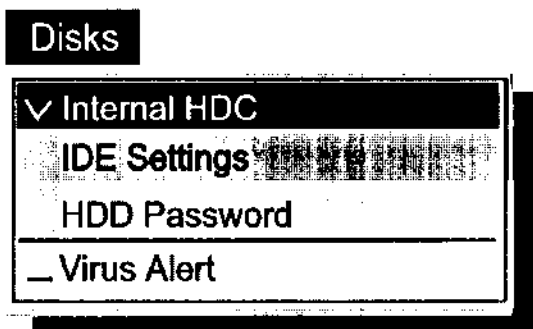 Disks
Internal HDC
IDE Settings
HDD Password
Virus Alert